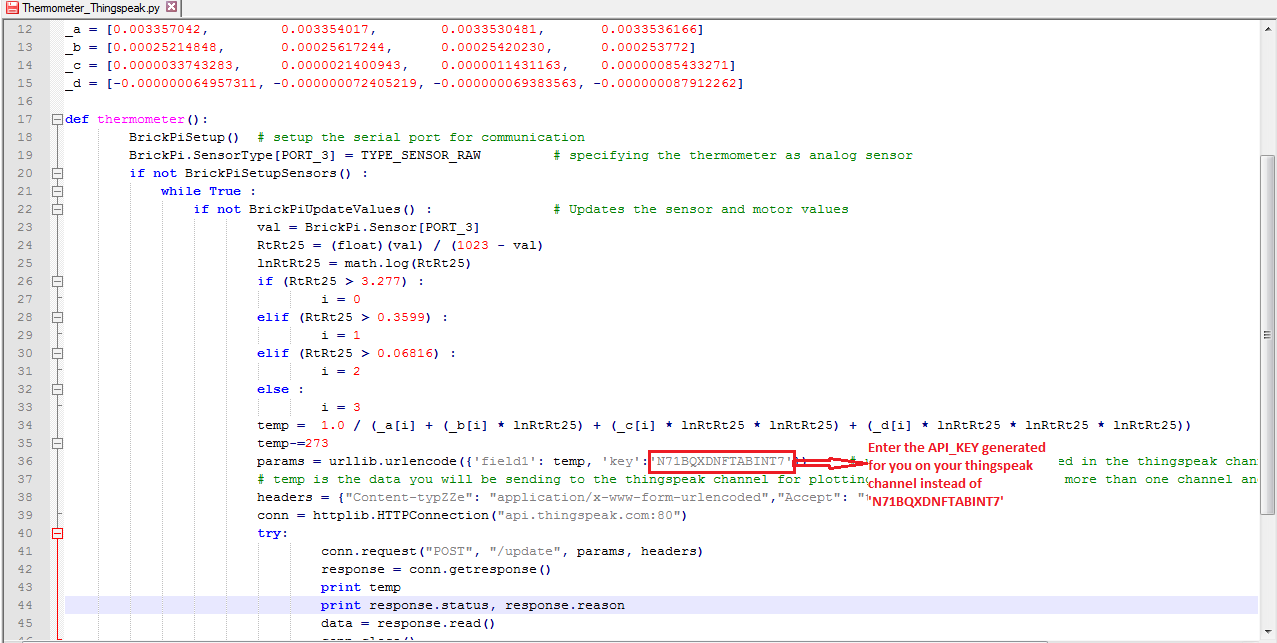 Thermometer_Thingspeak.py
12 _a = [0.003357042, 0.003354017, 0.0033530481, 0.0033536166]
13 _b = [0.00025214848, 0.00025617244, 0.00025420230, 0.000253772]
14 _c = [0.0000033743283, 0.0000021400943, 0.0000011431163, 0.00000085433271]
15 _d = [-0.000000064957311, -0.000000072405219, -0.000000069383563, -0.000000087912262]
16
17 def thermometer():
18 BrickPiSetup() # setup the serial port for communication
19 BrickPi.SensorType[PORT_3] = TYPE_SENSOR_RAW # specifying the thermometer as analog sensor
20 if not BrickPiSetupSensors() :
21 while True :
22 if not BrickPiUpdateValues() : # Updates the sensor and motor values
23 val = BrickPi.Sensor[PORT_3]
24 RtRt25 = (float)(val) / (1023 - val)
25 lnRtRt25 = math.log(RtRt25)
26 if (RtRt25 > 3.277) :
27 i = 0
28 elif (RtRt25 > 0.3599) :
29 i = 1
30 elif (RtRt25 > 0.06816) :
31 i = 2
32 else :
33 i = 3
34 temp = 1.0 / (_a[i] + (_b[i] * lnRtRt25) + (_c[i] * lnRtRt25 * lnRtRt25) + (_d[i] * lnRtRt25 * lnRtRt25 * lnRtRt25))
35 temp-=273
36 params = urllib.urlencode({'field1': temp, 'key':'N71BQXDNFTABINT7'}) # ed in the thingspeak chan
37 # temp is the data you will be sending to the thingspeak channel for plotting more than one channel an
38 headers = {"Content-typZZe": "application/x-www-form-urlencoded","Accept": "
39 conn = httplib.HTTPConnection("api.thingspeak.com:80")
40 try:
41 conn.request("POST", "/update", params, headers)
42 response = conn.getresponse()
43 print temp
44 print response.status, response.reason
45 data = response.read()
Enter the API_KEY generated
for you on your thingspeak
channel instead of
'N71BQXDNFTABINT7'